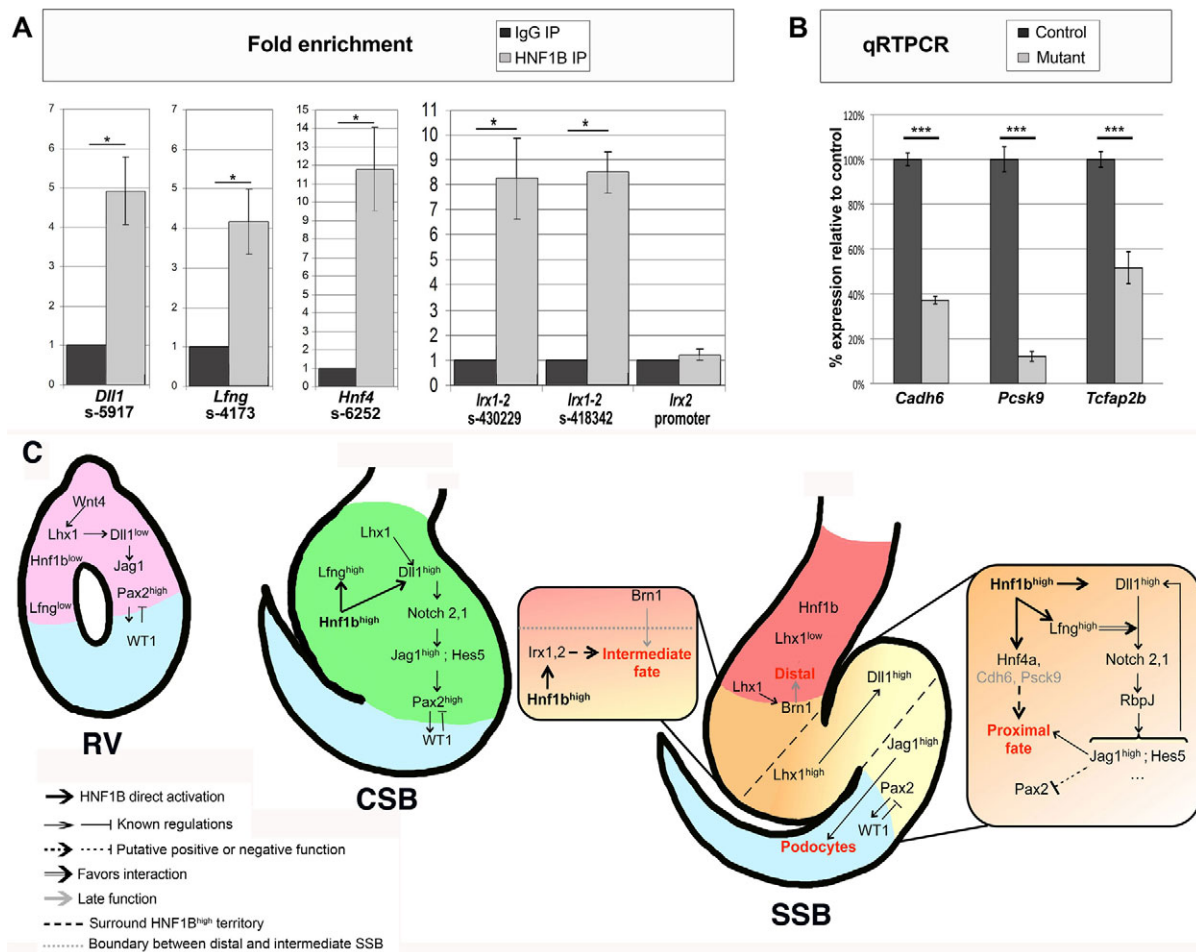 A
Fold enrichment
IgG IP
HNF1B IP
7
6
5
4
3
2
1
0
*
Dll1
s-5917
7
6
5
4
3
2
1
0
*
Lfng
s-4173
15
14
13
12
11
10
9
8
7
6
5
4
3
2
1
0
*
Hnf4
s-6252
11
10
9
8
7
6
5
4
3
2
1
0
*
*
Irx1-2
s-430229
Irx1-2
s-418342
Irx2
promoter
B
qRTPCR
Control
Mutant
% expression relative to control
120%
100%
80%
60%
40%
20%
0%
***
***
***
Cadh6
Pcsk9
Tcfap2b
C
Wnt4
Lhx1
Dll1low
Hnf1blow
Jag1
Pax2high
Lfnglow
WT1
RV
Lhx1
Lfnghigh
Dll1high
Hnf1bhigh
Notch 2,1
Jag1high ; Hes5
Pax2high
WT1
CSB
Brn1
Irx1,2
Intermediate
fate
Hnf1bhigh
Hnf1b
Lhx1low
Distal
Lhx1
Brn1
Dll1high
Jag1high
Lhx1high
Pax2
WT1
Podocytes
SSB
Hnf1bhigh
Dll1high
Lfnghigh
Hnf4a,
Cdh6, Psck9
Notch 2,1
RbpJ
Proximal
fate
Jag1high ; Hes5
...
Pax2
HNF1B direct activation
Known regulations
Putative positive or negative function
Favors interaction
Late function
Surround HNF1Bhigh territory
Boundary between distal and intermediate SSB